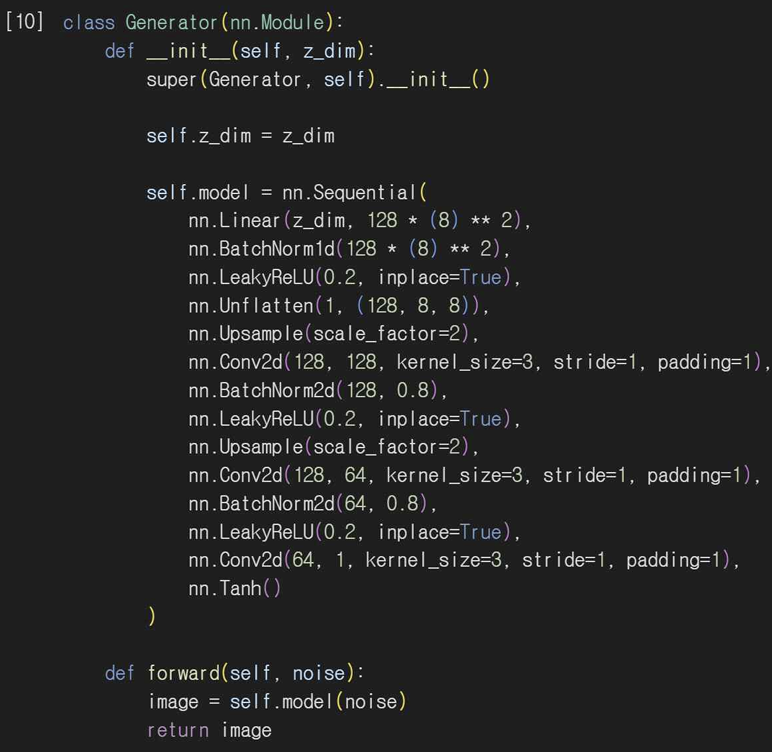 [10] class Generator(nn.Module):
    def __init__(self, z_dim):
        super(Generator, self).__init__()

        self.z_dim = z_dim

        self.model = nn.Sequential(
            nn.Linear(z_dim, 128 * (8) ** 2),
            nn.BatchNorm1d(128 * (8) ** 2),
            nn.LeakyReLU(0.2, inplace=True),
            nn.Unflatten(1, (128, 8, 8)),
            nn.Upsample(scale_factor=2),
            nn.Conv2d(128, 128, kernel_size=3, stride=1, padding=1),
            nn.BatchNorm2d(128, 0.8),
            nn.LeakyReLU(0.2, inplace=True),
            nn.Upsample(scale_factor=2),
            nn.Conv2d(128, 64, kernel_size=3, stride=1, padding=1),
            nn.BatchNorm2d(64, 0.8),
            nn.LeakyReLU(0.2, inplace=True),
            nn.Conv2d(64, 1, kernel_size=3, stride=1, padding=1),
            nn.Tanh()
        )

    def forward(self, noise):
        image = self.model(noise)
        return image